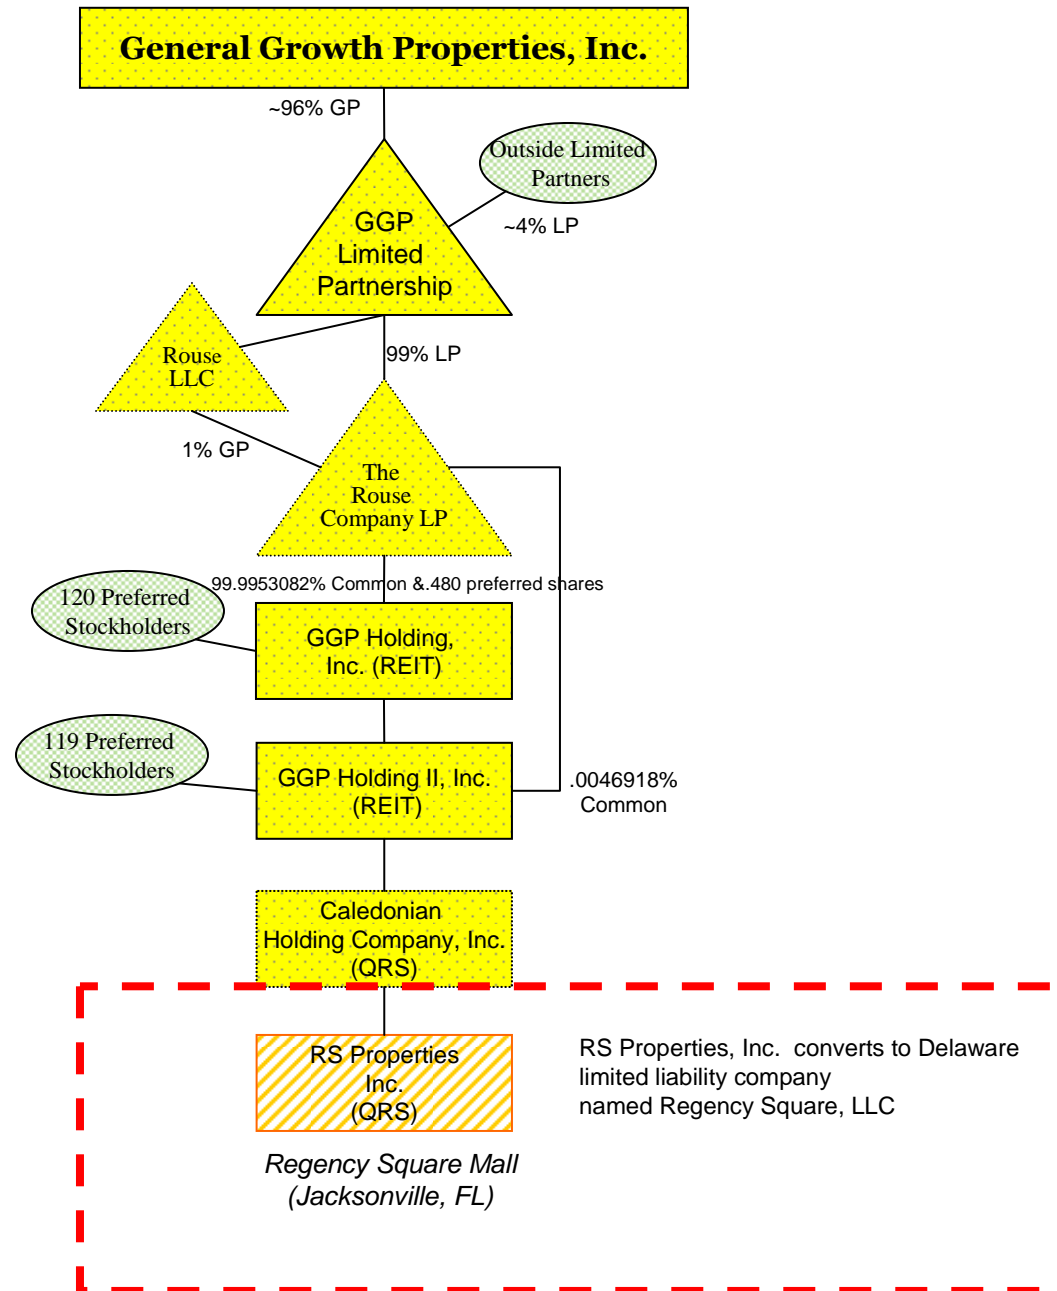 General Growth Properties, Inc.
~96% GP
Outside Limited
Partners
~4% LP
GGP
Limited
Partnership
Rouse
LLC
99% LP
1% GP
The
Rouse
Company LP
99.9953082% Common &.480 preferred shares
120 Preferred
Stockholders
GGP Holding,
Inc. (REIT)
119 Preferred
Stockholders
GGP Holding II, Inc.
(REIT)
.0046918%
Common
Caledonian
Holding Company, Inc.
(QRS)
RS Properties
Inc.
(QRS)
RS Properties, Inc.  converts to Delaware
limited liability company
named Regency Square, LLC
Regency Square Mall
(Jacksonville, FL)